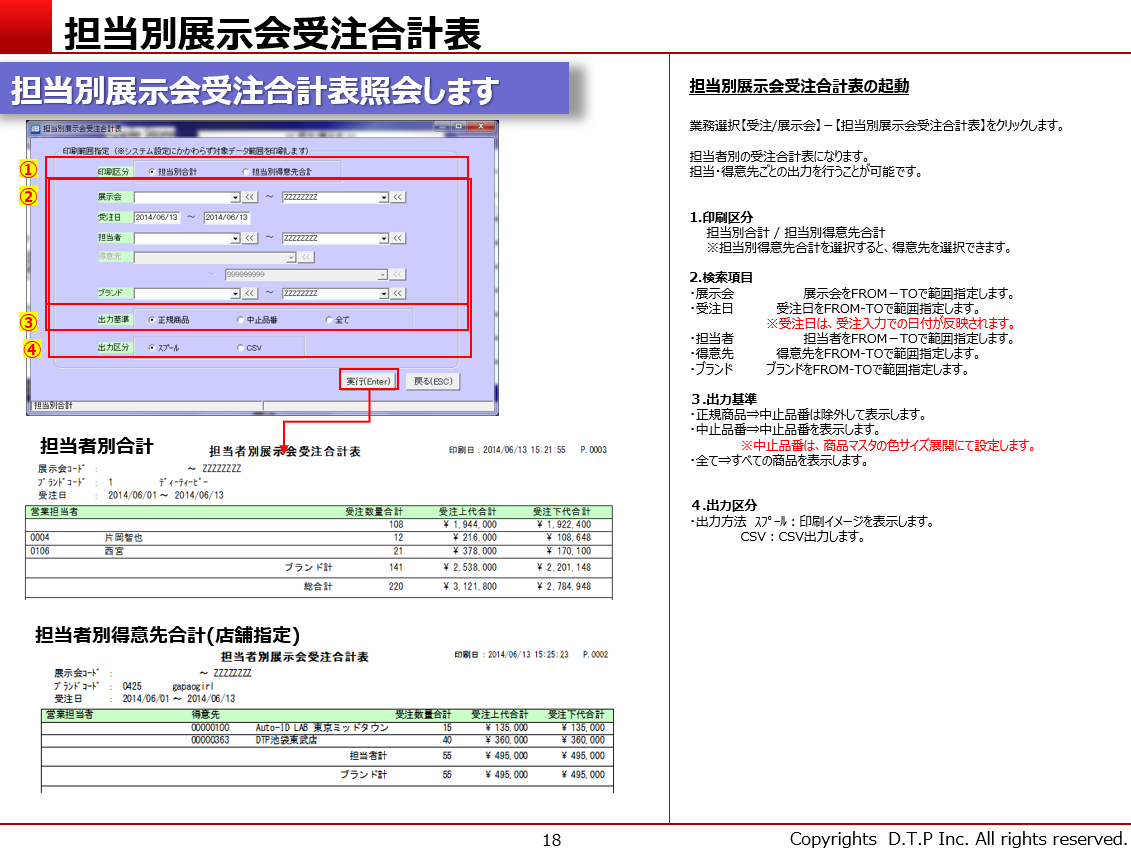 担当別展示会受注合計表
担当別展示会受注合計表照会します
担当別展示会受注合計表
印刷範囲指定（※システム設定にかかわらず対象データ範囲を印刷します）
① 印刷区分 担当別合計 担当別得意先合計
② 展示会 << ～ ZZZZZZZZ <<
受注日 2014/06/13 ～ 2014/06/13
担当者 << ～ ZZZZZZZZ <<
得意先 <<
～ 999999999 <<
ブランド << ～ ZZZZZZZZ <<
③ 出力基準 正規商品 中止品番 全て
④ 出力区分 ｽﾌﾟｰﾙ CSV
実行(Enter) 戻る(ESC)
担当別合計
担当者別合計
担当者別展示会受注合計表 印刷日：2014/06/13 15:21:55 P.0003
展示会ｺｰﾄﾞ ： ～ ZZZZZZZZ
ﾌﾞﾗﾝﾄﾞｺｰﾄﾞ ： 1 ディーティーピー
受注日 ： 2014/06/01 ～ 2014/06/13
営業担当者 受注数量合計 受注上代合計 受注下代合計
108 ¥ 1,944,000 ¥ 1,922,400
0004 片岡智也 12 ¥ 216,000 ¥ 108,648
0106 西宮 21 ¥ 378,000 ¥ 170,100
ブランド計 141 ¥ 2,538,000 ¥ 2,201,148
総合計 220 ¥ 3,121,800 ¥ 2,784,948
担当者別得意先合計(店舗指定)
担当者別展示会受注合計表 印刷日：2014/06/13 15:25:23 P.0002
展示会ｺｰﾄﾞ ： ～ ZZZZZZZZ
ﾌﾞﾗﾝﾄﾞｺｰﾄﾞ ： 0425 gapaogirl
受注日 ： 2014/06/01 ～ 2014/06/13
営業担当者 得意先 受注数量合計 受注上代合計 受注下代合計
00000100 Auto-ID LAB 東京ミッドタウン 15 ¥ 135,000 ¥ 135,000
00000363 DTP池袋東武店 40 ¥ 360,000 ¥ 360,000
担当者計 55 ¥ 495,000 ¥ 495,000
ブランド計 55 ¥ 495,000 ¥ 495,000
担当別展示会受注合計表の起動
業務選択【受注/展示会】－【担当別展示会受注合計表】をクリックします。
担当者別の受注合計表になります。
担当・得意先ごとの出力を行うことが可能です。
1.印刷区分
担当別合計 / 担当別得意先合計
※担当別得意先合計を選択すると、得意先を選択できます。
2.検索項目
・展示会 展示会をFROM－TOで範囲指定します。
・受注日 受注日をFROM-TOで範囲指定します。
※受注日は、受注入力での日付が反映されます。
・担当者 担当者をFROM－TOで範囲指定します。
・得意先 得意先をFROM-TOで範囲指定します。
・ブランド ブランドをFROM-TOで範囲指定します。
３.出力基準
・正規商品⇒中止品番は除外して表示します。
・中止品番⇒中止品番を表示します。
※中止品番は、商品マスタの色サイズ展開にて設定します。
・全て⇒すべての商品を表示します。
４.出力区分
・出力方法 ｽﾌﾟｰﾙ：印刷イメージを表示します。
CSV：CSV出力します。
18
Copyrights D.T.P Inc. All rights reserved.